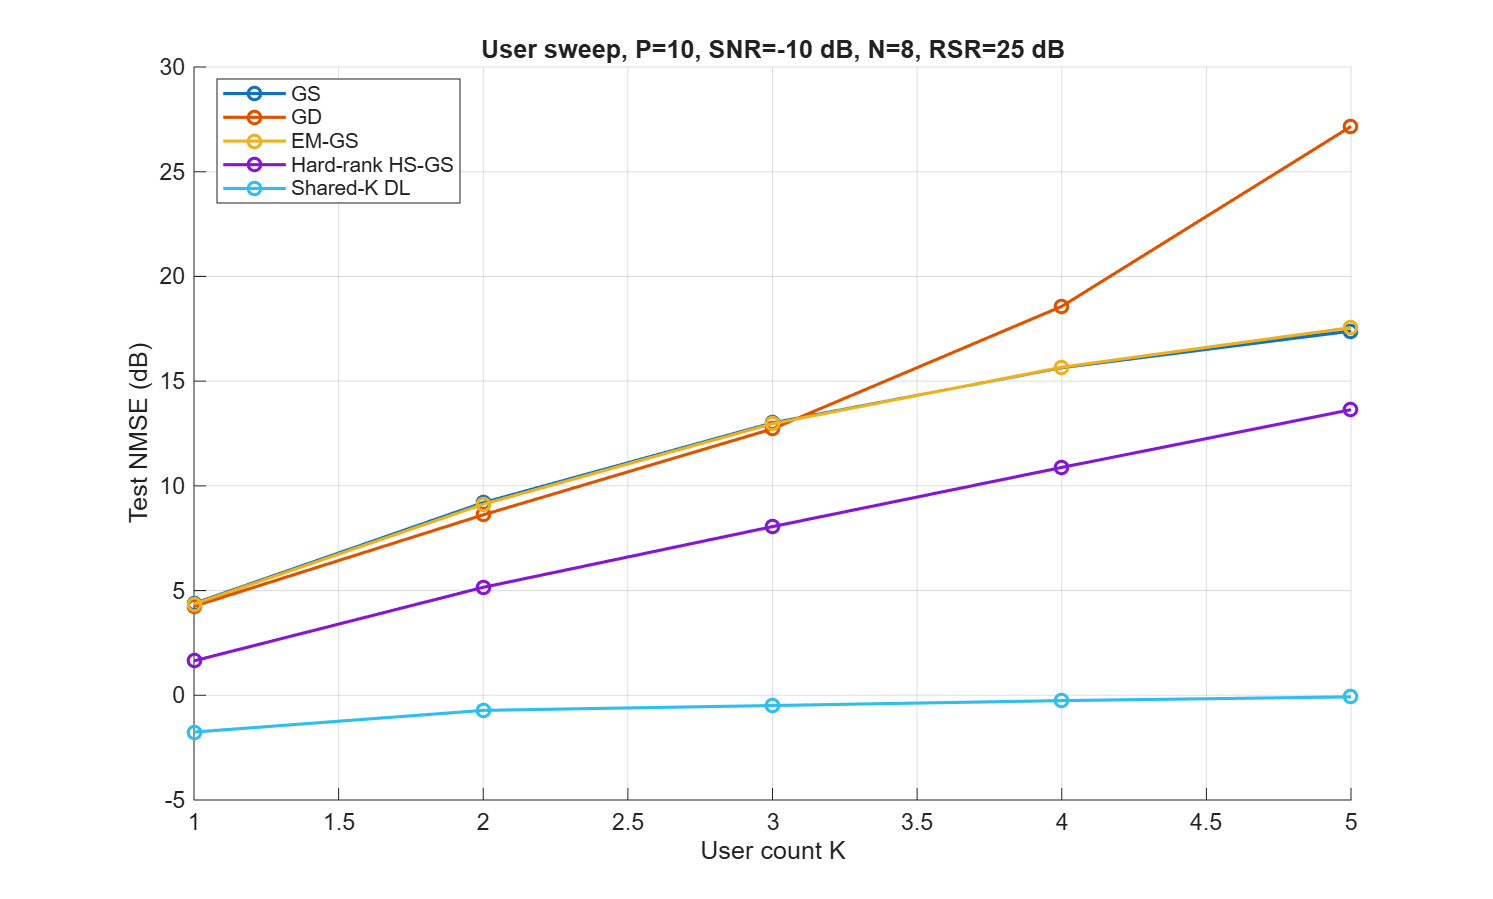 User sweep, P=10, SNR=-10 dB, N=8, RSR=25 dB
GS
GD
EM-GS
Hard-rank HS-GS
Shared-K DL
Test NMSE (dB)
30
25
20
15
10
5
0
-5
1
1.5
2
2.5
3
3.5
4
4.5
5
User count K